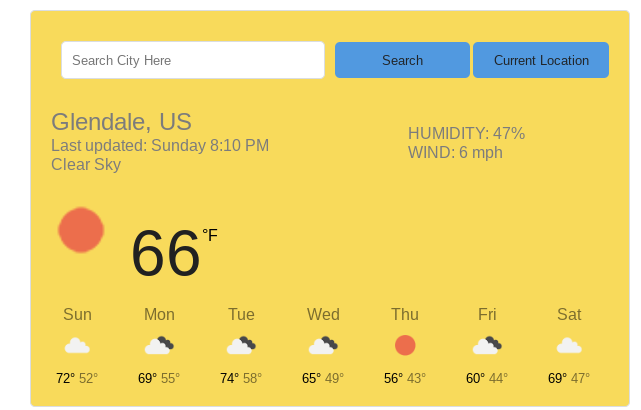 Search City Here
Search
Current Location
Glendale, US
Last updated: Sunday 8:10 PM
Clear Sky
HUMIDITY: 47%
WIND: 6 mph
66°F
Sun Mon Tue Wed Thu Fri Sat
72° 52° 69° 55° 74° 58° 65° 49° 56° 43° 60° 44° 69° 47°